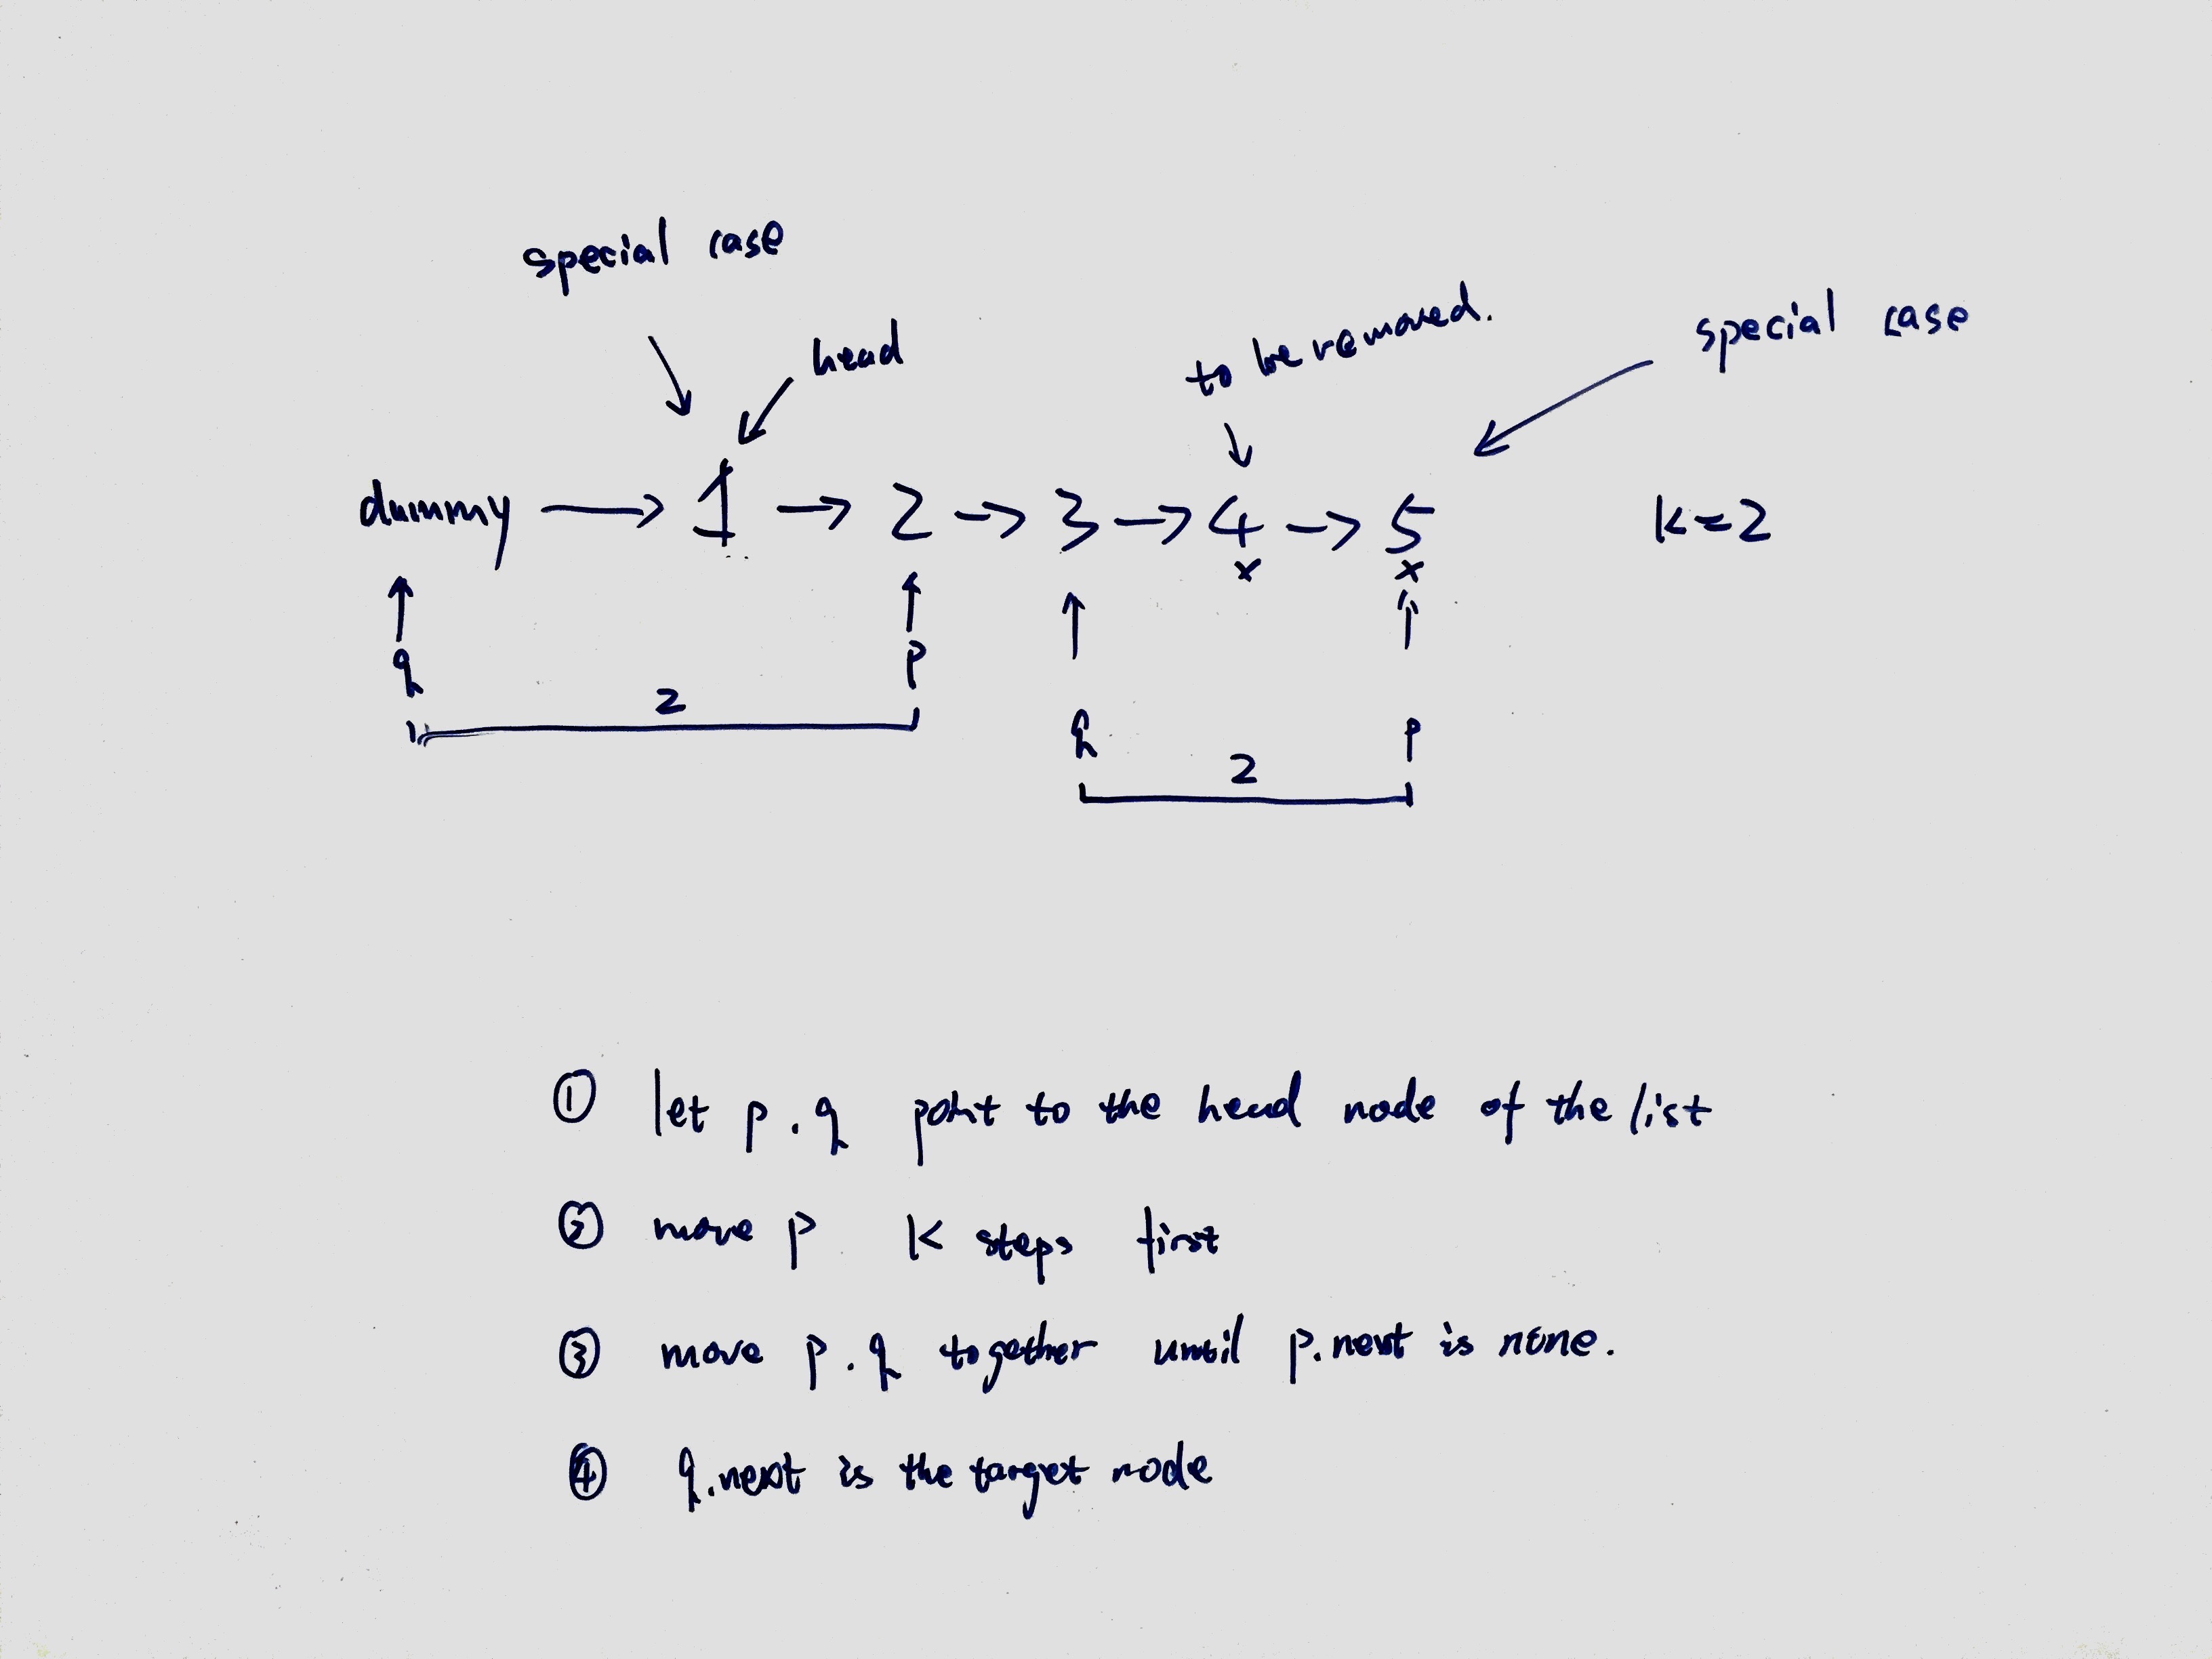 special case
head
to be removed.
special case
dummy → 1 → 2 → 3 → 4 → 5 k=2
x x
q p
2
q p
2
① let p.q point to the head node of the list
② move p k steps first
③ move p.q together until p.next is none.
④ q.next is the target node